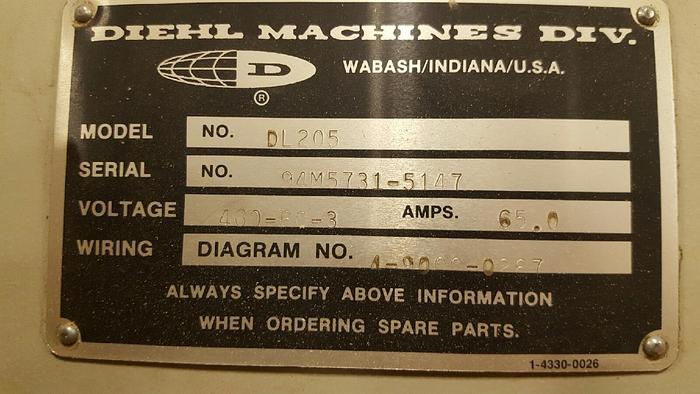 DIEHL MACHINES DIV.
D
WABASH/INDIANA/U.S.A.
®
MODEL NO. DL205
SERIAL NO. 94M5731-5147
VOLTAGE AMPS. 65.0
WIRING DIAGRAM NO.
ALWAYS SPECIFY ABOVE INFORMATION
WHEN ORDERING SPARE PARTS.
1-4330-0026